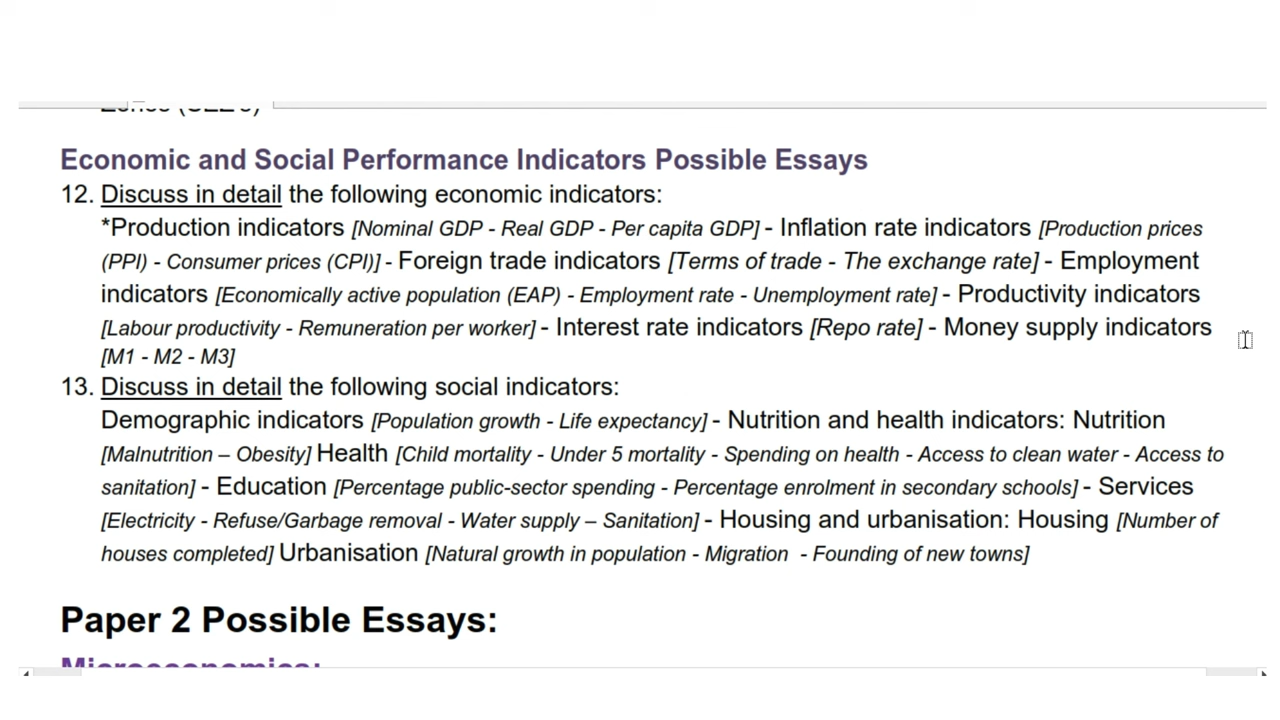 Economic and Social Performance Indicators Possible Essays
12. Discuss in detail the following economic indicators:
*Production indicators [Nominal GDP - Real GDP - Per capita GDP] - Inflation rate indicators [Production prices
(PPI) - Consumer prices (CPI)] - Foreign trade indicators [Terms of trade - The exchange rate] - Employment
indicators [Economically active population (EAP) - Employment rate - Unemployment rate] - Productivity indicators
[Labour productivity - Remuneration per worker] - Interest rate indicators [Repo rate] - Money supply indicators
[M1 - M2 - M3]
13. Discuss in detail the following social indicators:
Demographic indicators [Population growth - Life expectancy] - Nutrition and health indicators: Nutrition
[Malnutrition – Obesity] Health [Child mortality - Under 5 mortality - Spending on health - Access to clean water - Access to
sanitation] - Education [Percentage public-sector spending - Percentage enrolment in secondary schools] - Services
[Electricity - Refuse/Garbage removal - Water supply – Sanitation] - Housing and urbanisation: Housing [Number of
houses completed] Urbanisation [Natural growth in population - Migration  - Founding of new towns]
Paper 2 Possible Essays:
Microeconomics: